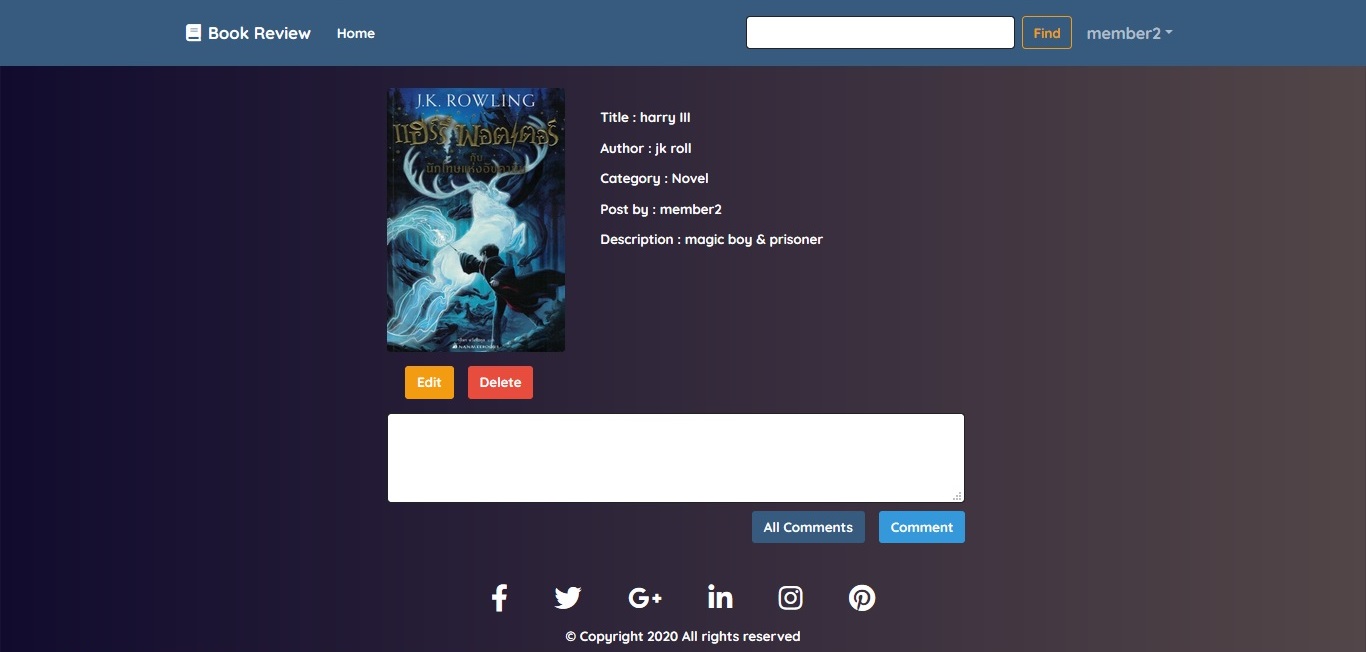 Book Review
Home
Find
member2
J.K. ROWLING
แฮร์รี่ พอตเตอร์
กับ
นักโทษแห่งอัซคาบัน
Title : harry III
Author : jk roll
Category : Novel
Post by : member2
Description : magic boy & prisoner
Edit
Delete
All Comments
Comment
© Copyright 2020 All rights reserved